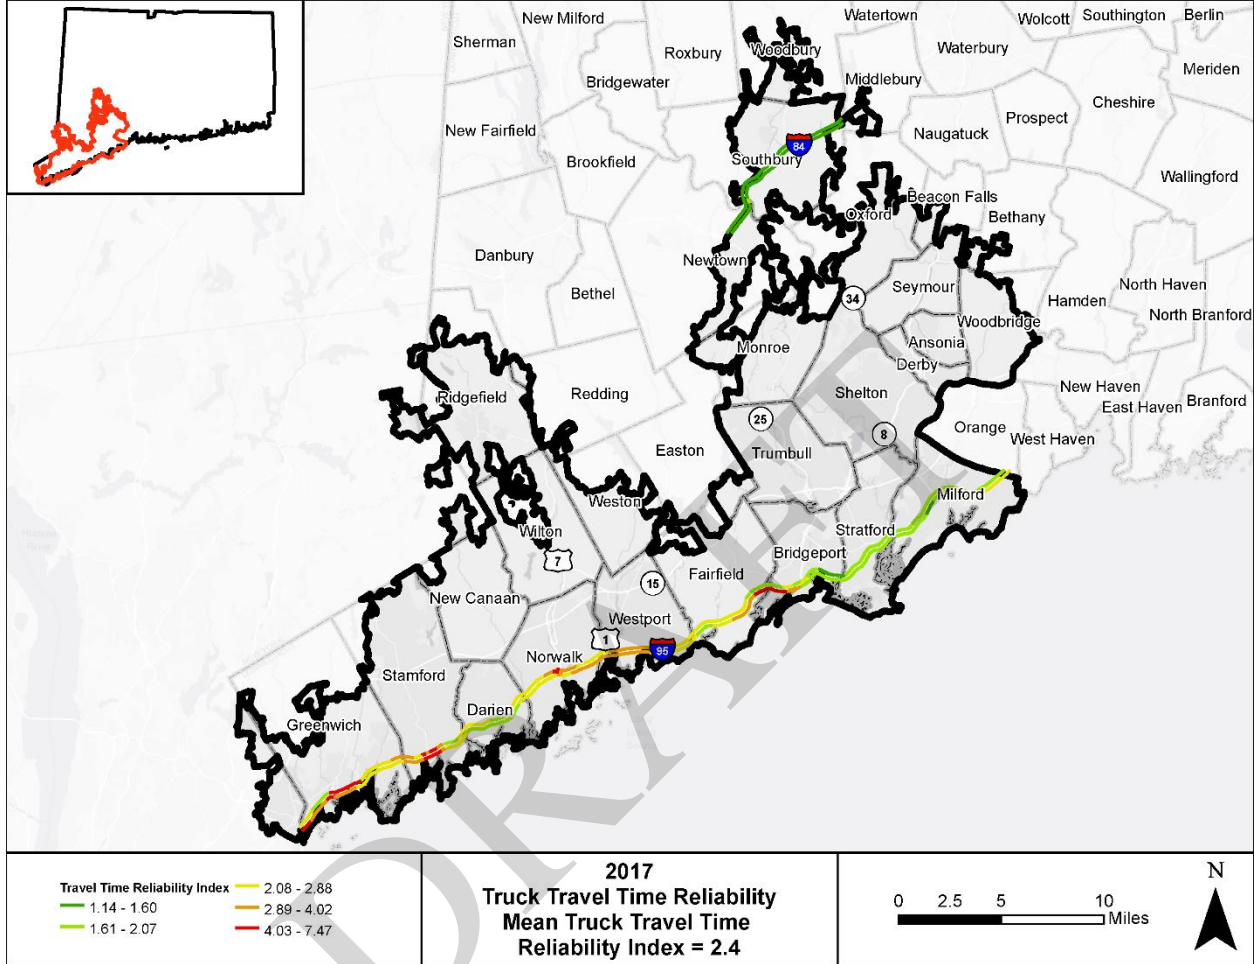 New Milford
Watertown
Wolcott
Southington
Berlin
Sherman
Roxbury
Woodbury
Waterbury
Bridgewater
Middlebury
Meriden
Cheshire
New Fairfield
Prospect
Naugatuck
84
Southbury
Brookfield
Wallingford
Beacon Falls
Oxford
Bethany
Danbury
Newtown
Seymour
North Haven
Bethel
34
Hamden
North Branford
Woodbridge
Monroe
Ansonia
Derby
Ridgefield
Redding
Shelton
New Haven
East Haven
Branford
25
8
Orange
West Haven
Easton
Trumbull
Weston
Milford
Wilton
Stratford
7
Bridgeport
15
Fairfield
New Canaan
Westport
1
95
Norwalk
Stamford
Darien
Greenwich
DRAFT
Travel Time Reliability Index
1.14 - 1.60
1.61 - 2.07
2.08 - 2.88
2.89 - 4.02
4.03 - 7.47
2017
Truck Travel Time Reliability
Mean Truck Travel Time
Reliability Index = 2.4
0 2.5 5 10
Miles
N